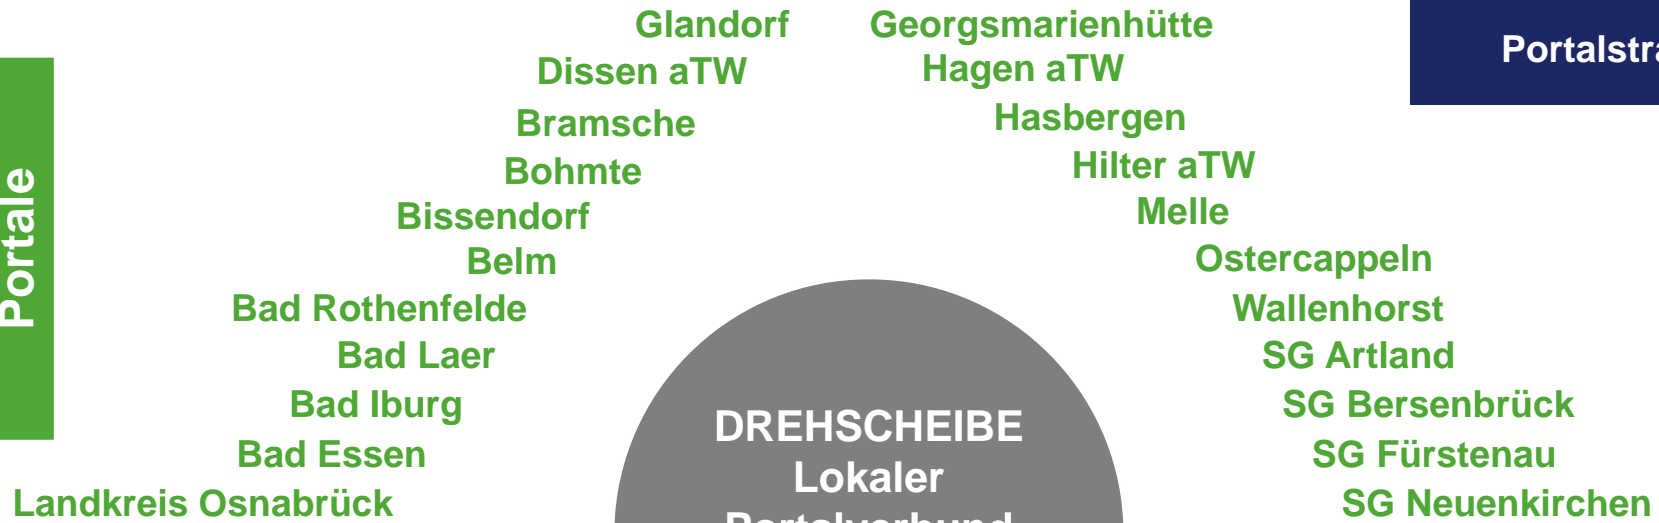 Glandorf
Georgsmarienhütte
Dissen aTW
Hagen aTW
Bramsche
Hasbergen
Bohmte
Hilter aTW
Bissendorf
Melle
Belm
Ostercappeln
Bad Rothenfelde
Wallenhorst
Bad Laer
SG Artland
Bad Iburg
SG Bersenbrück
Bad Essen
SG Fürstenau
Landkreis Osnabrück
SG Neuenkirchen
Portale
DREHSCHEIBE
Lokaler
Portalverbund